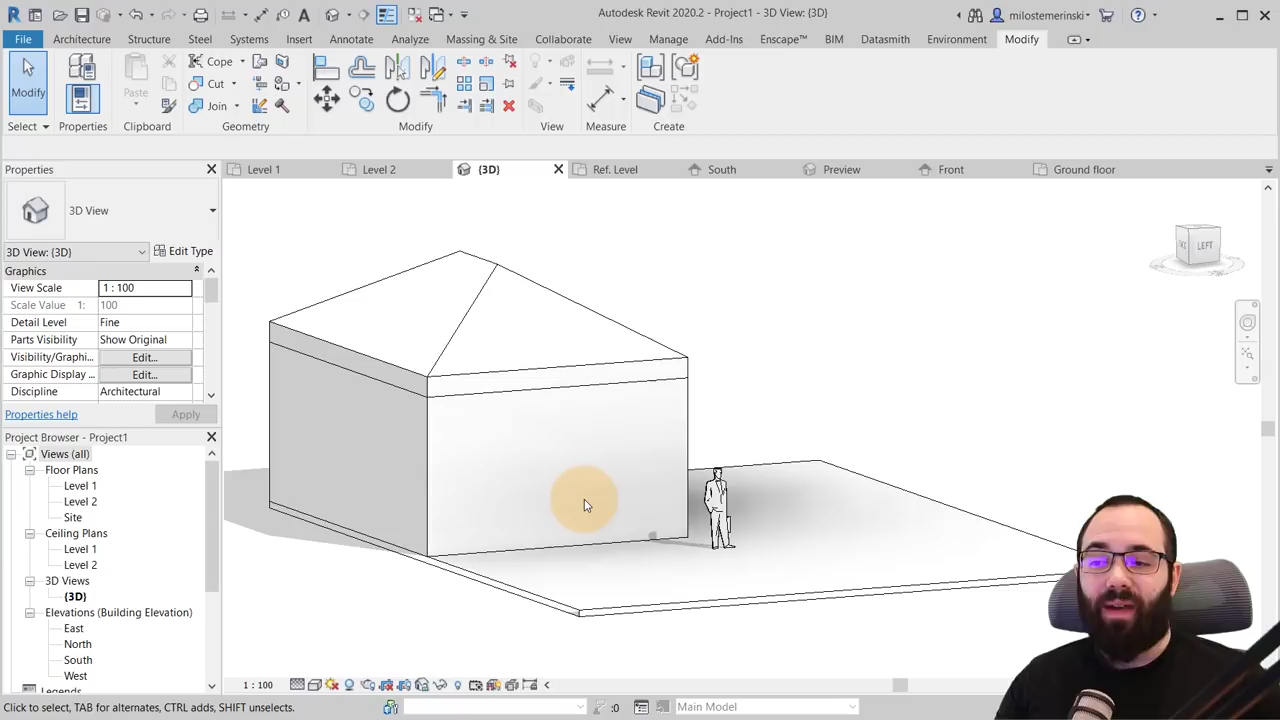 Autodesk Revit 2020.2 - Project1 - 3D View: {3D}
milostemerinski
File Architecture Structure Steel Systems Insert Annotate Analyze Massing & Site Collaborate View Manage Add-Ins Enscape™ BIM Datasmith Environment Modify
Modify
Paste
Cope
Cut
Join
Select Properties Clipboard Geometry Modify View Measure Create
Properties
Level 1 Level 2 {3D} Ref. Level South Preview Front Ground floor
3D View
3D View: {3D} Edit Type
Graphics
View Scale 1 : 100
Scale Value 1: 100
Detail Level Fine
Parts Visibility Show Original
Visibility/Graphi... Edit...
Graphic Display ... Edit...
Discipline Architectural
Properties help Apply
Project Browser - Project1
Views (all)
Floor Plans
Level 1
Level 2
Site
Ceiling Plans
Level 1
Level 2
3D Views
{3D}
Elevations (Building Elevation)
East
North
South
West
Legends
LEFT
1 : 100
Click to select, TAB for alternates, CTRL adds, SHIFT unselects.
:0
Main Model